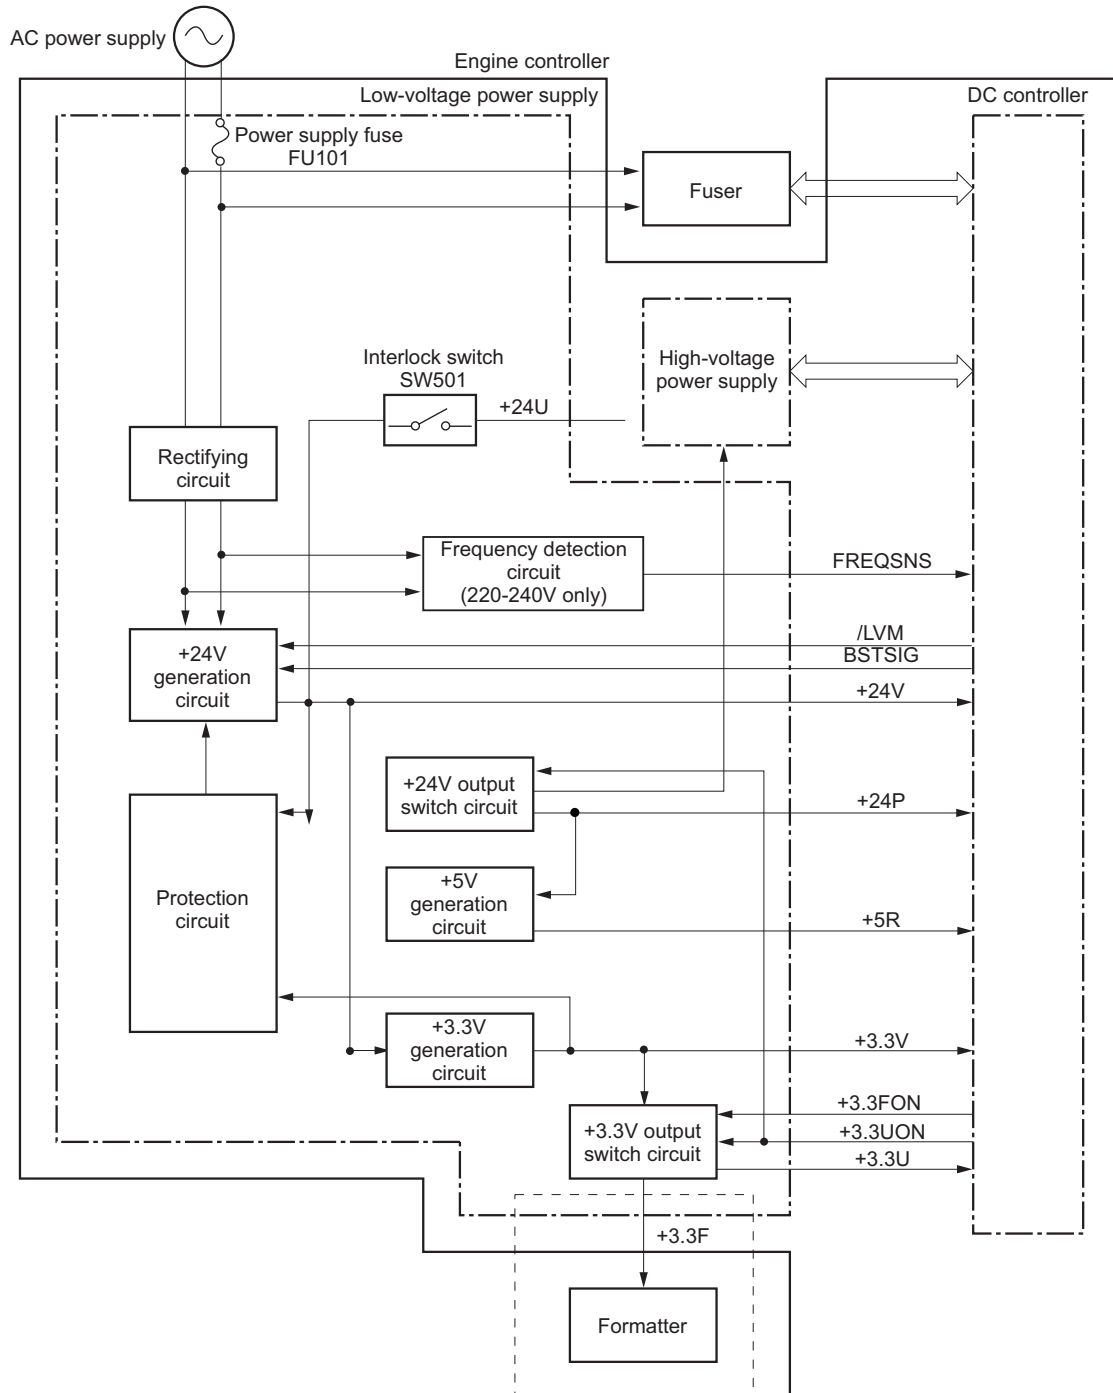 AC power supply
Engine controller
Low-voltage power supply
DC controller
Power supply fuse
FU101
Fuser
Interlock switch
SW501
+24U
High-voltage
power supply
Rectifying
circuit
Frequency detection
circuit
(220-240V only)
FREQSNS
/LVM
BSTSIG
+24V
generation
circuit
+24V
+24V output
switch circuit
+24P
+5V
generation
circuit
+5R
Protection
circuit
+3.3V
generation
circuit
+3.3V
+3.3FON
+3.3V output
switch circuit
+3.3UON
+3.3U
+3.3F
Formatter